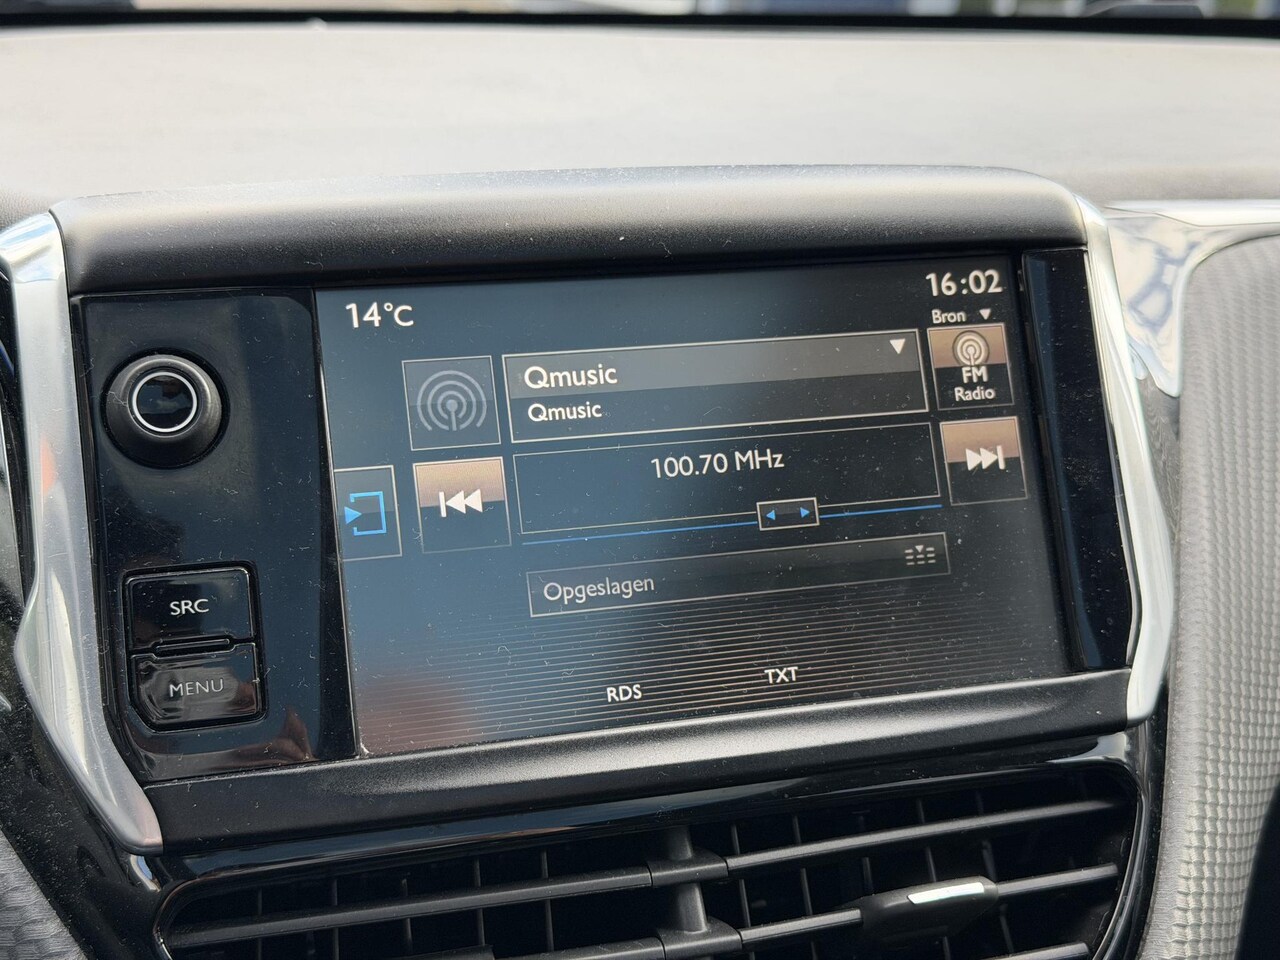 14°C
16:02
Bron
Qmusic
Qmusic
FM
Radio
100.70 MHz
Opgeslagen
SRC
MENU
RDS
TXT